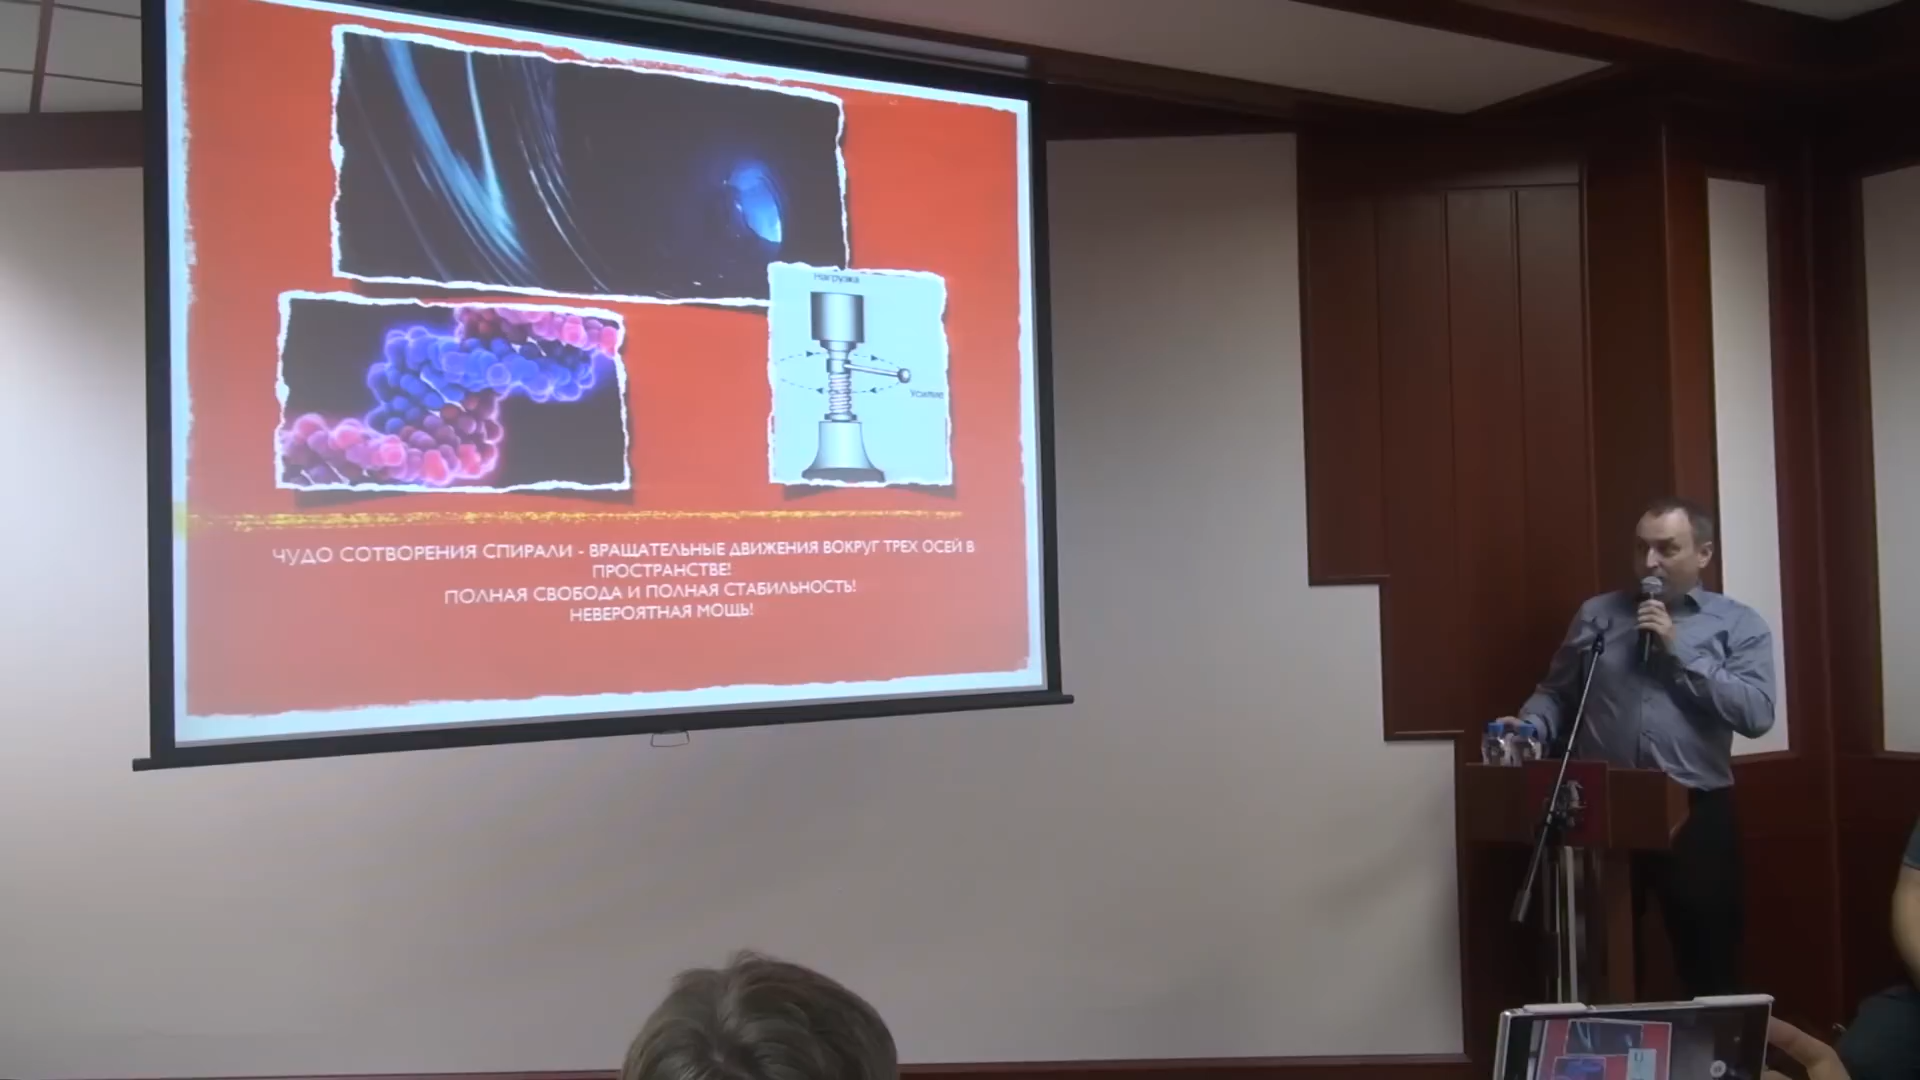 Нагрузка
Усилие
ЧУДО СОТВОРЕНИЯ СПИРАЛИ - ВРАЩАТЕЛЬНЫЕ ДВИЖЕНИЯ ВОКРУГ ТРЕХ ОСЕЙ В
ПРОСТРАНСТВЕ!
ПОЛНАЯ СВОБОДА И ПОЛНАЯ СТАБИЛЬНОСТЬ!
НЕВЕРОЯТНАЯ МОЩЬ!